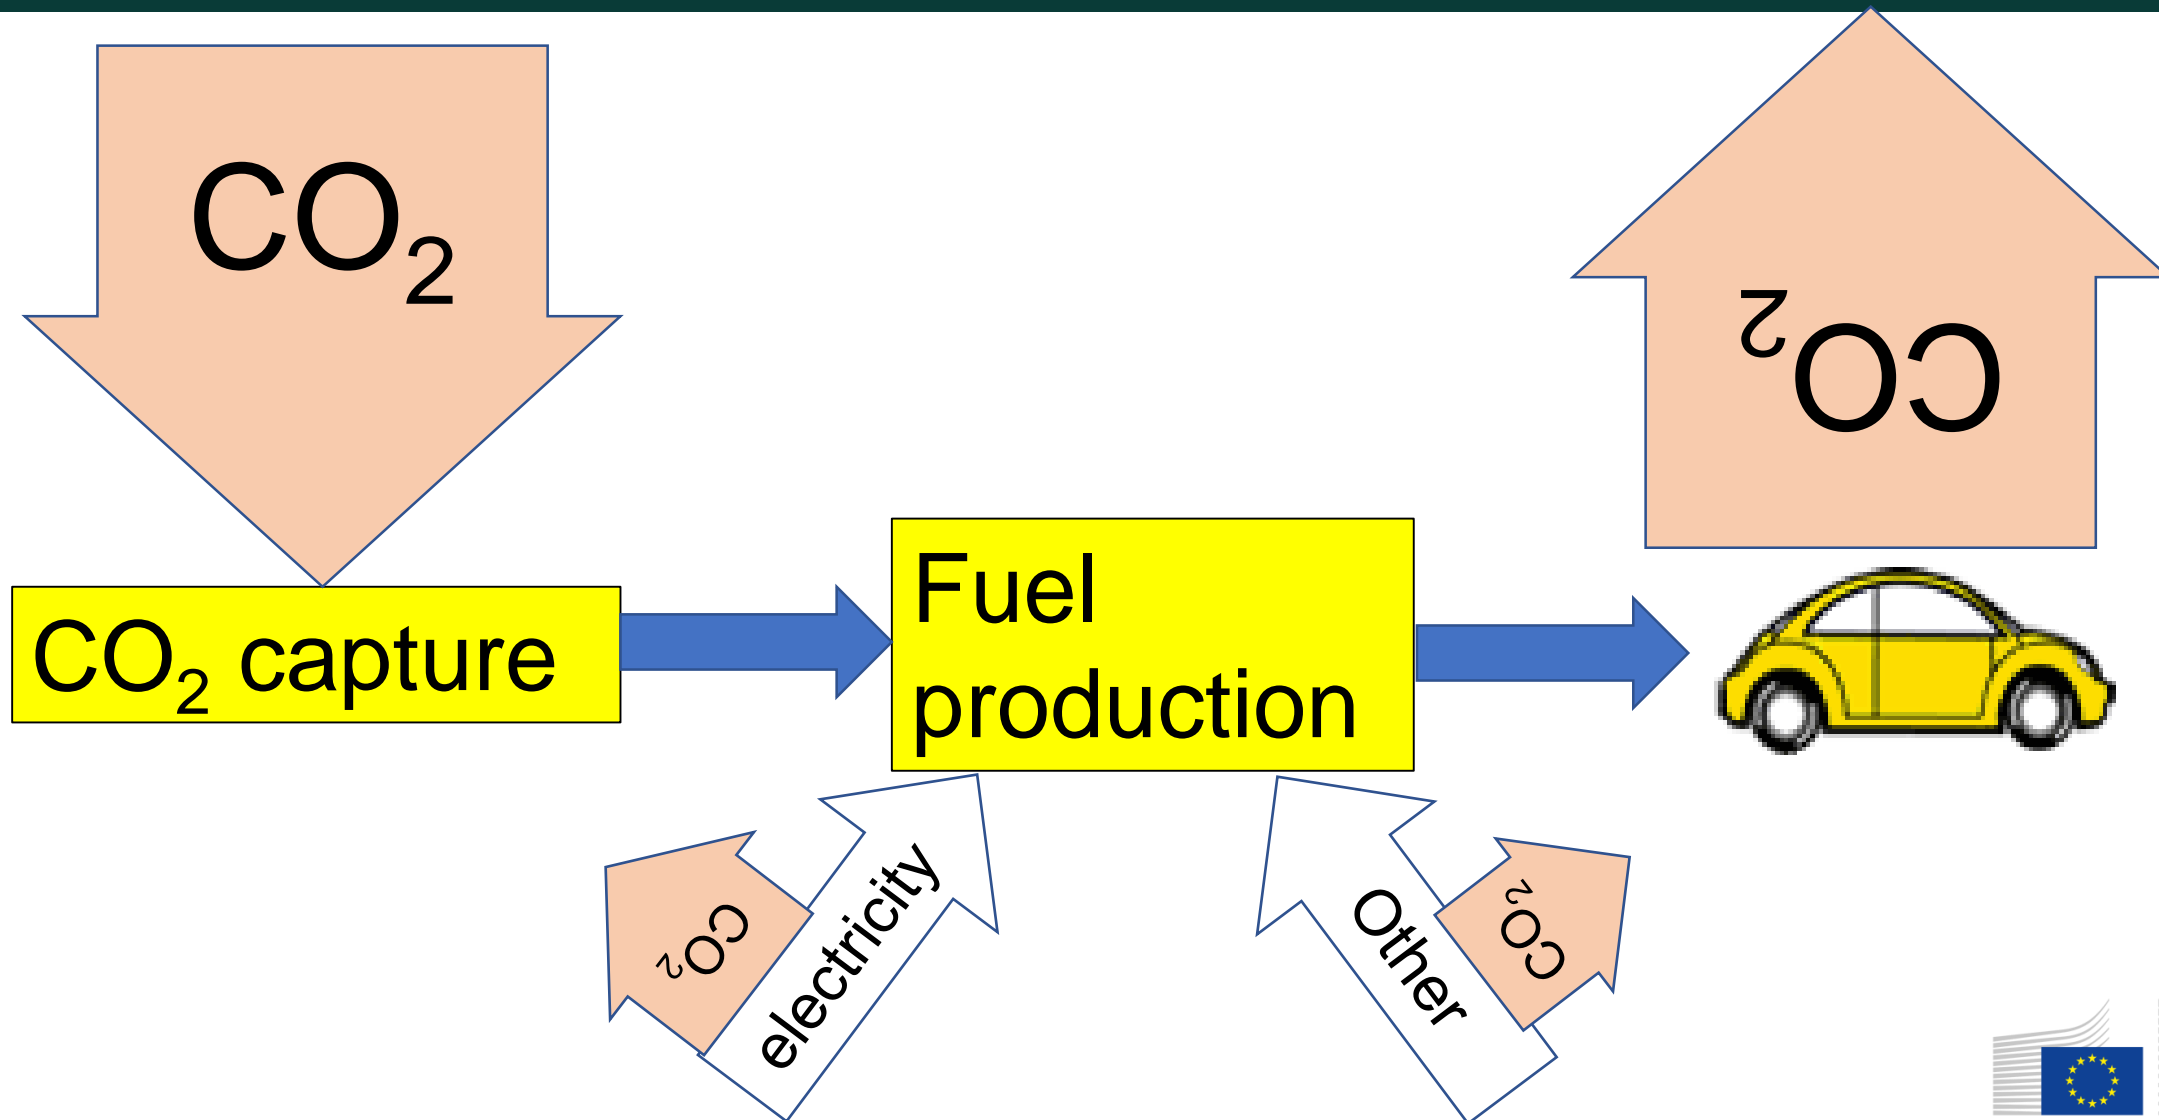 CO₂
CO₂
CO₂ capture
Fuel
production
CO₂
electricity
Other
CO₂